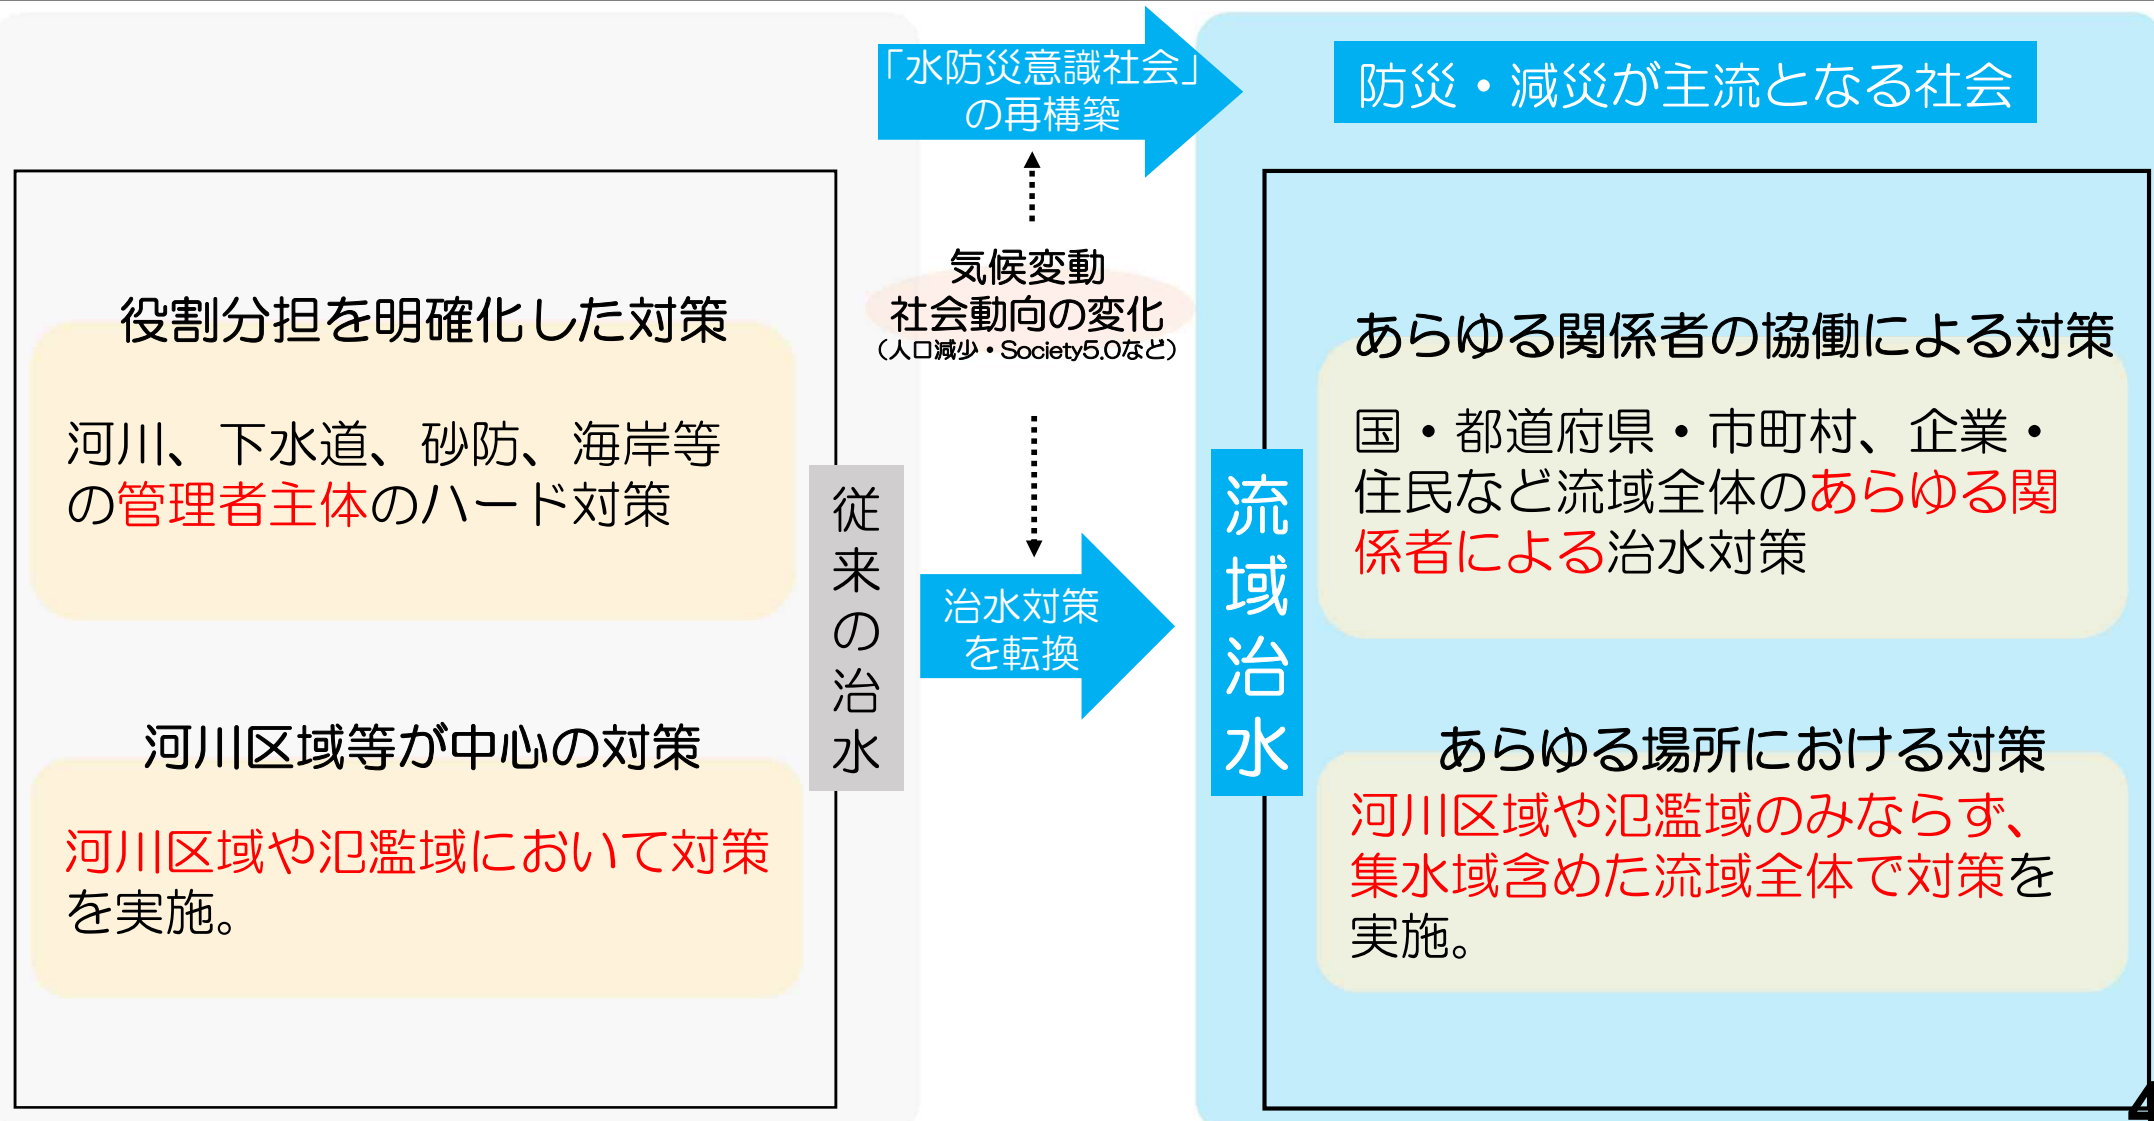 「水防災意識社会」
の再構築
防災・減災が主流となる社会
気候変動
社会動向の変化
（人口減少・Society5.0など）
治水対策
を転換
従来の治水
役割分担を明確化した対策
河川、下水道、砂防、海岸等
の管理者主体のハード対策
河川区域等が中心の対策
河川区域や氾濫域において対策
を実施。
流域治水
あらゆる関係者の協働による対策
国・都道府県・市町村、企業・
住民など流域全体のあらゆる関
係者による治水対策
あらゆる場所における対策
河川区域や氾濫域のみならず、
集水域含めた流域全体で対策を
実施。
4